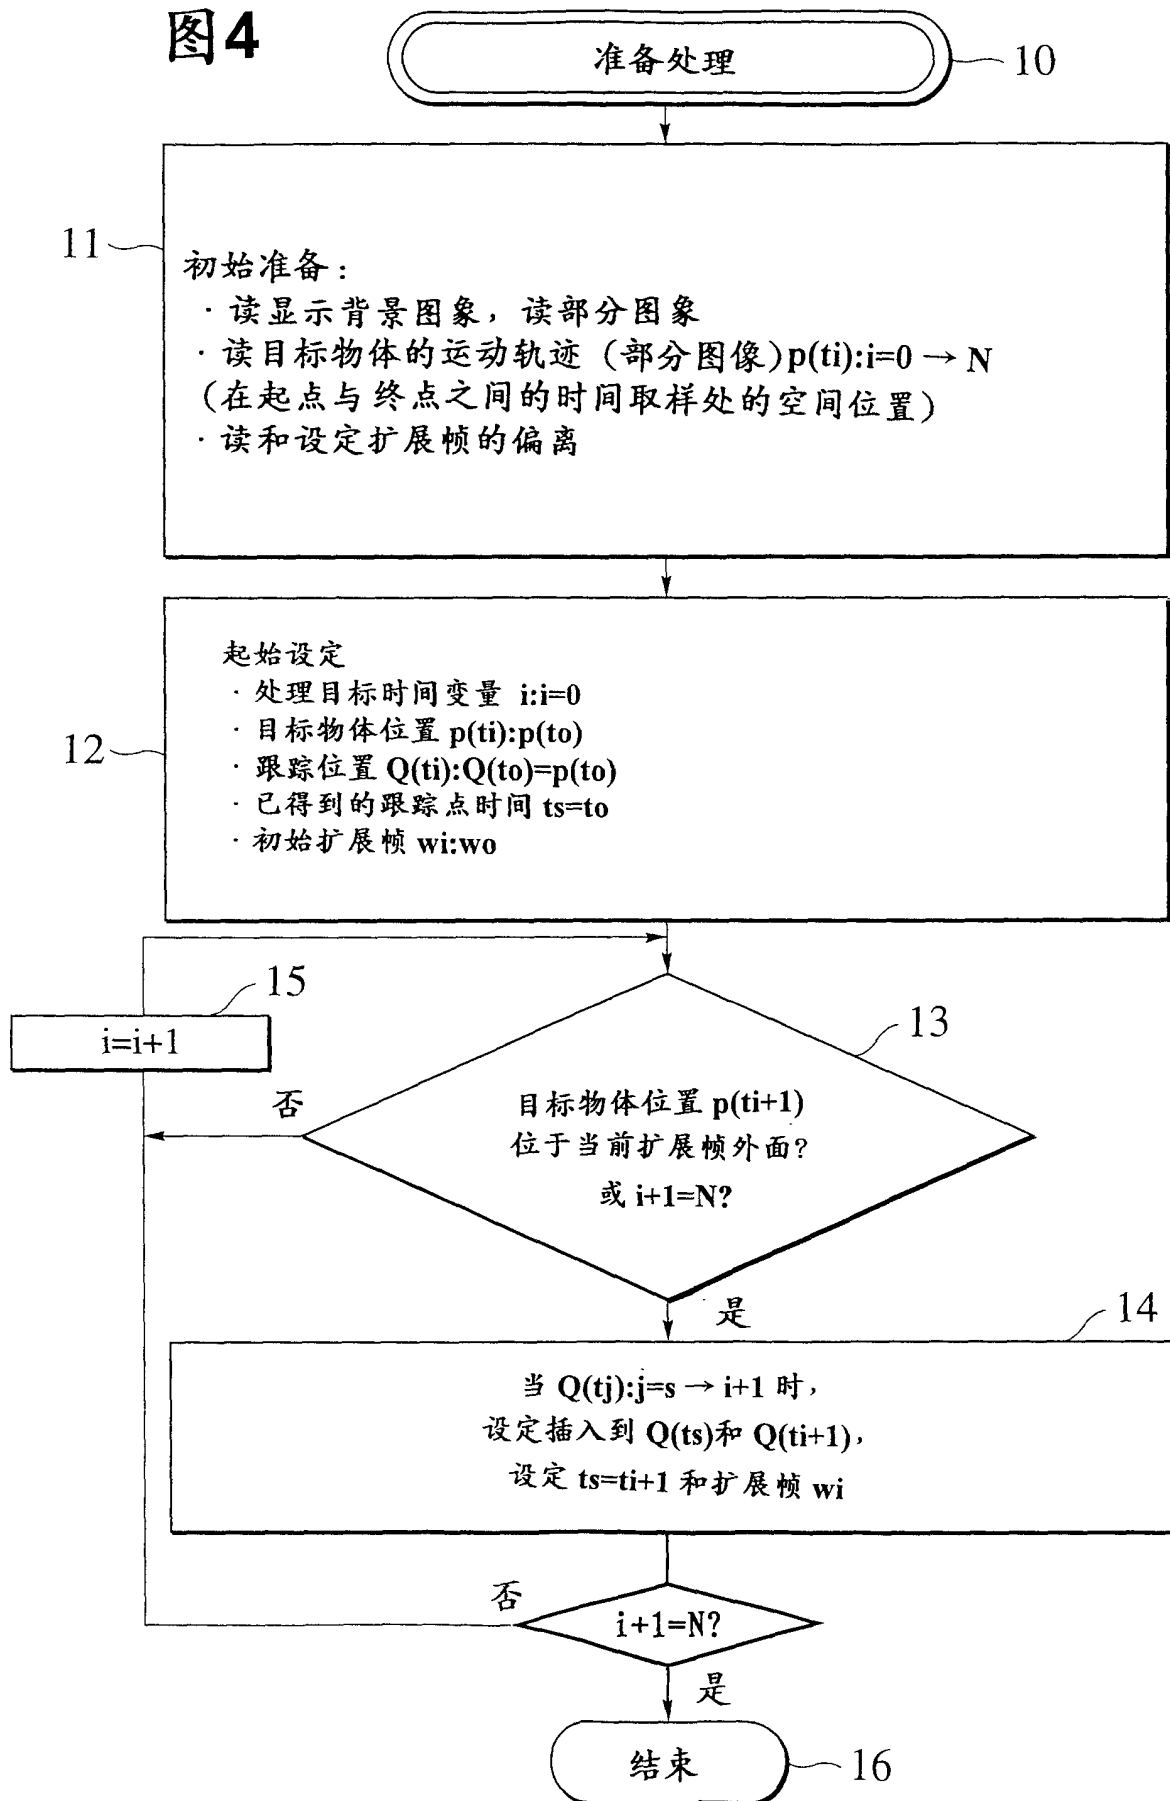 图4
准备处理
10
11
初始准备:
·读显示背景图象，读部分图象
·读目标物体的运动轨迹（部分图像）p(ti):i=0→N
（在起点与终点之间的时间取样处的空间位置）
·读和设定扩展帧的偏离
12
起始设定
·处理目标时间变量 i:i=0
·目标物体位置 p(ti):p(to)
·跟踪位置 Q(ti):Q(to)=p(to)
·已得到的跟踪点时间 ts=to
·初始扩展帧 wi:wo
15
i=i+1
13
否
目标物体位置 p(ti+1)
位于当前扩展帧外面?
或 i+1=N?
是
14
当 Q(tj):j=s→i+1 时，
设定插入到 Q(ts)和 Q(ti+1)，
设定 ts=ti+1 和扩展帧 wi
否
i+1=N?
是
结束
16